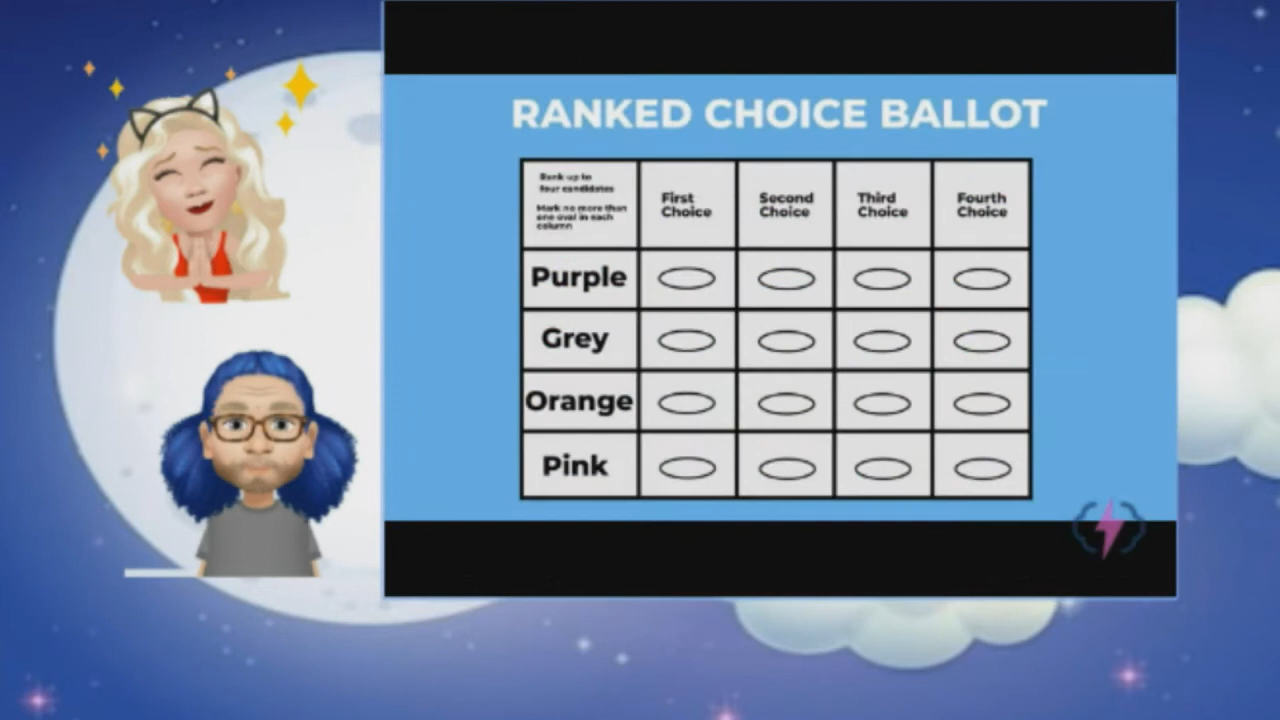 RANKED CHOICE BALLOT
Rank up to
four candidates
Mark no more than
one oval in each
column
First
Choice
Second
Choice
Third
Choice
Fourth
Choice
Purple
Grey
Orange
Pink